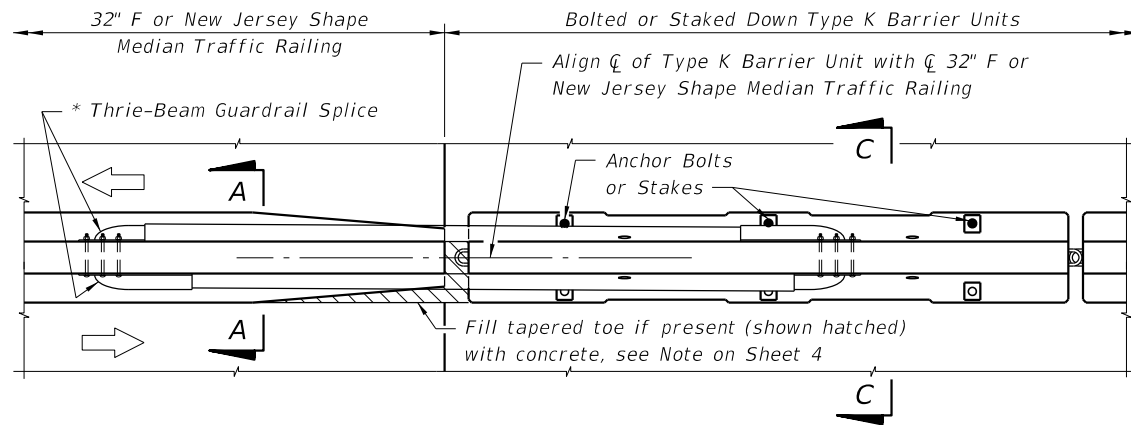 32" F or New Jersey Shape
Median Traffic Railing
Bolted or Staked Down Type K Barrier Units
Align ℄ of Type K Barrier Unit with ℄ 32" F or
New Jersey Shape Median Traffic Railing
* Thrie-Beam Guardrail Splice
C
Anchor Bolts
or Stakes
A
A
Fill tapered toe if present (shown hatched)
with concrete, see Note on Sheet 4
C